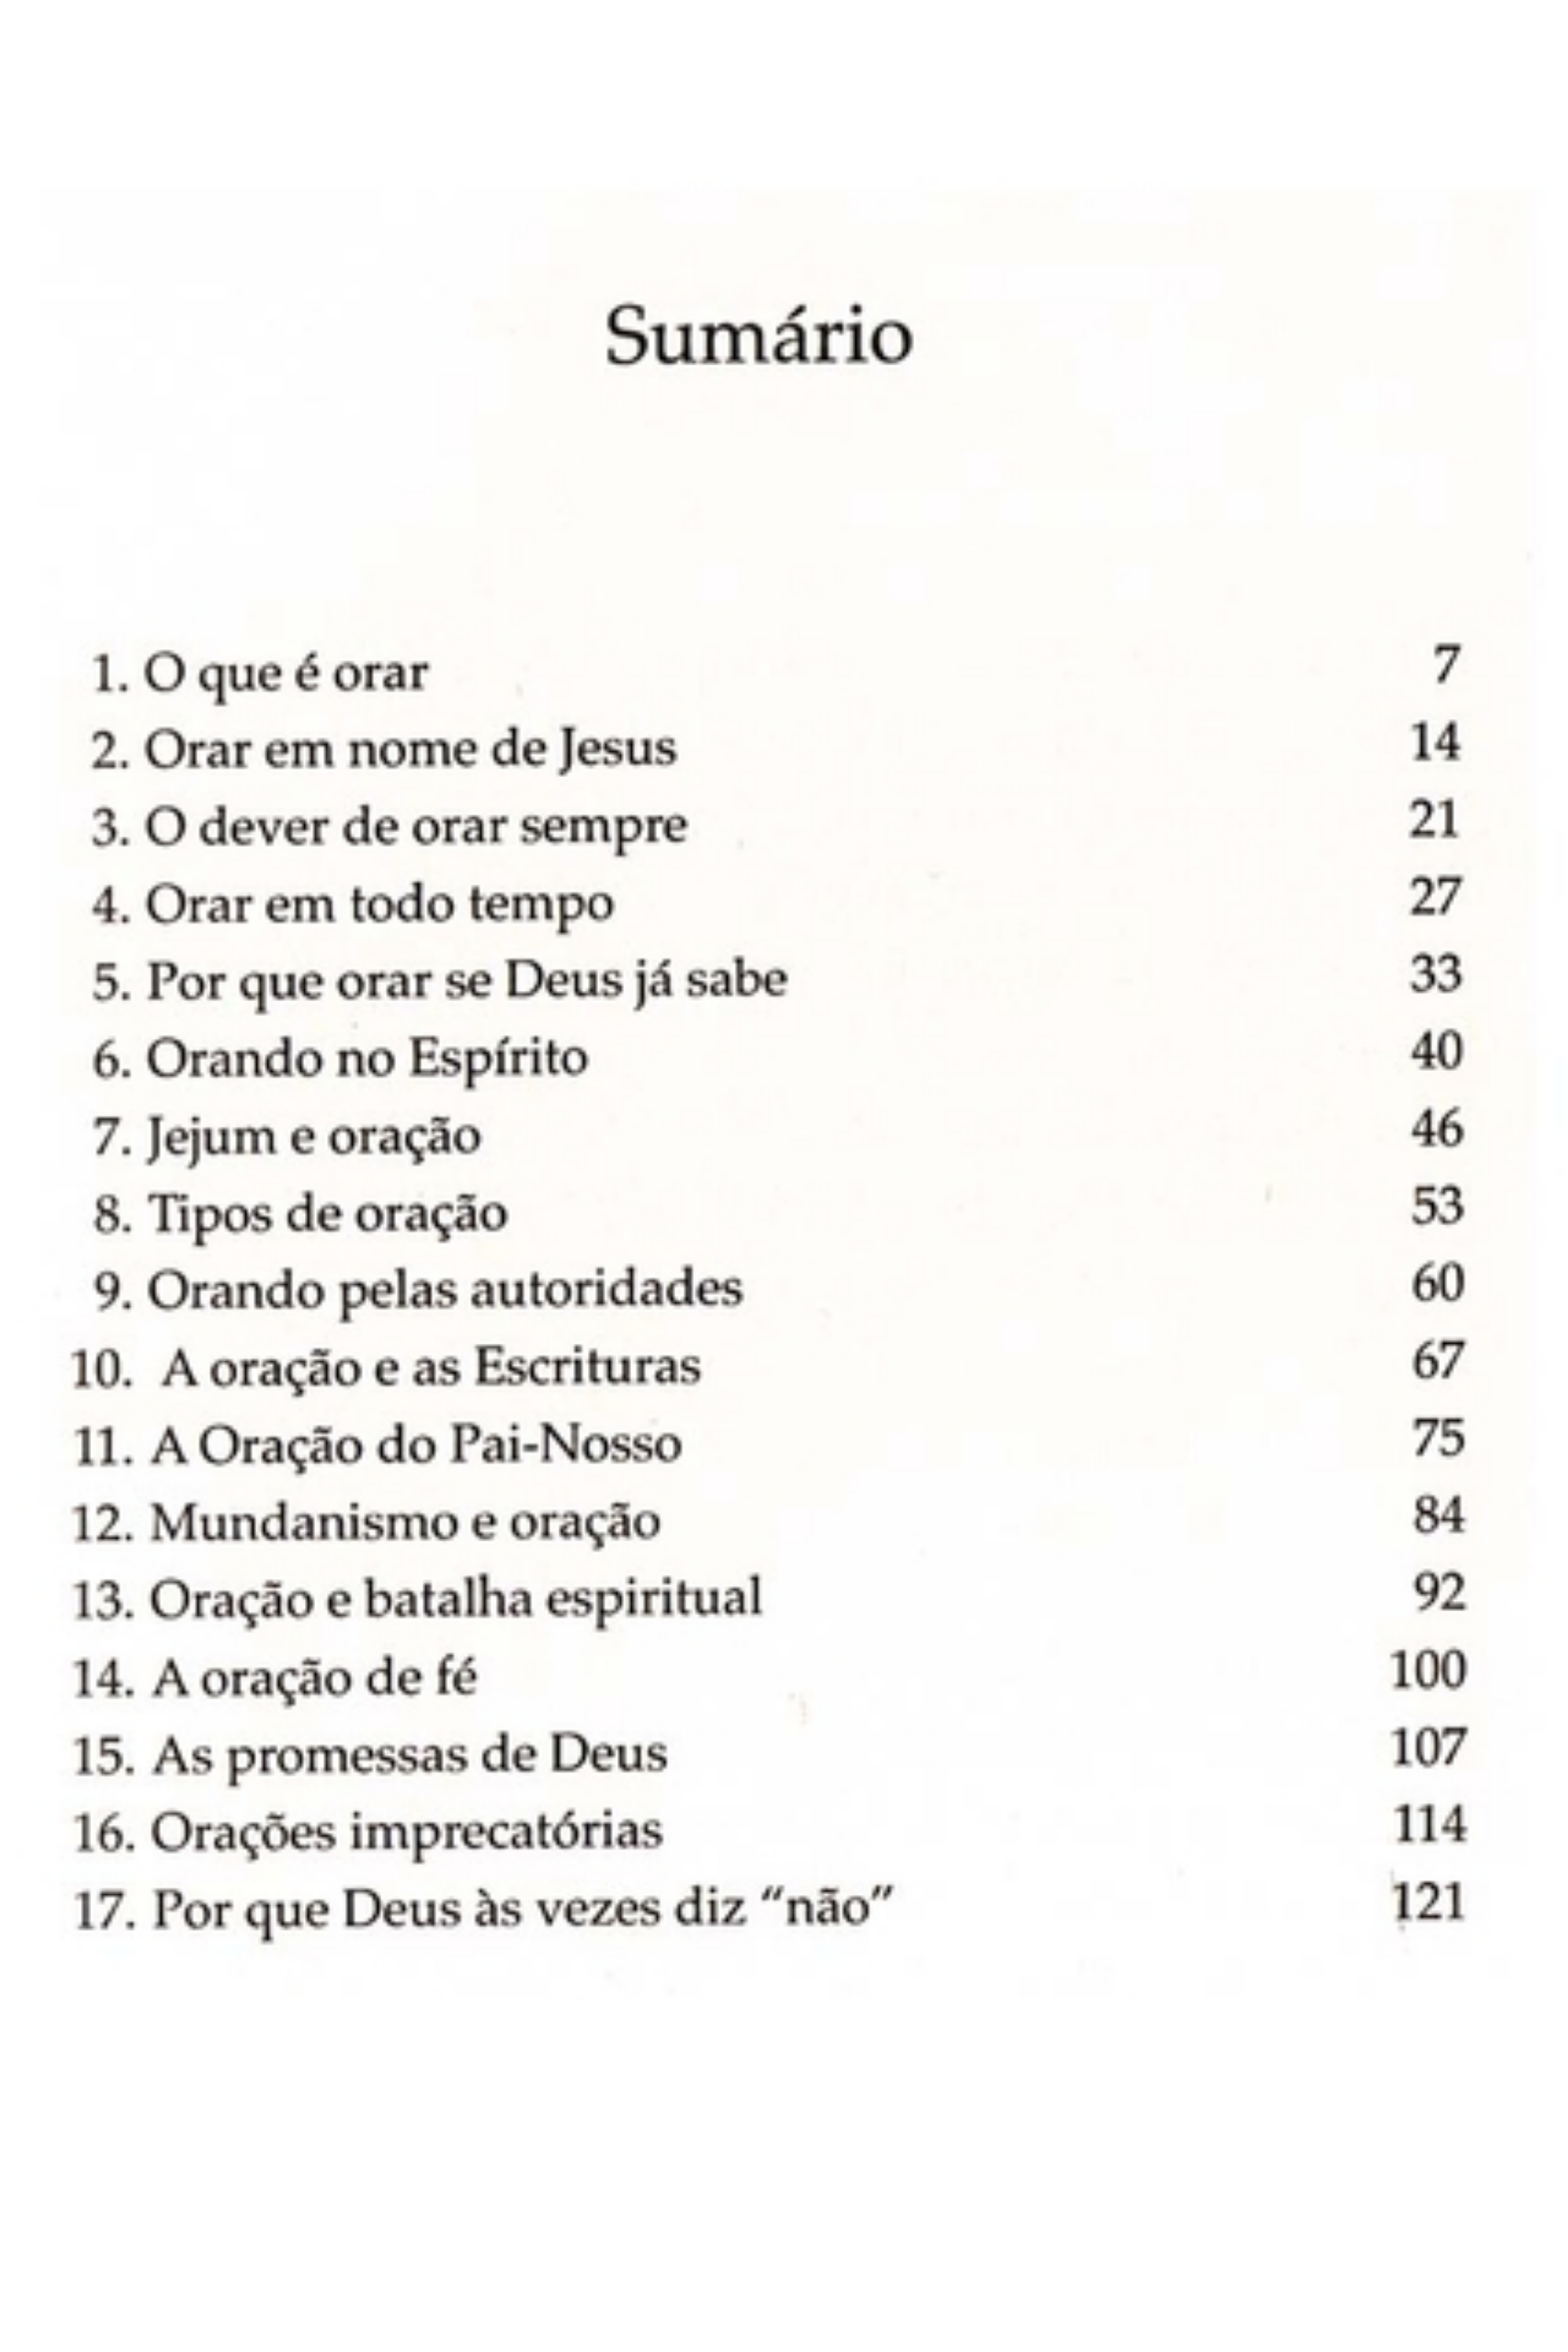 Sumário
1. O que é orar 7
2. Orar em nome de Jesus 14
3. O dever de orar sempre 21
4. Orar em todo tempo 27
5. Por que orar se Deus já sabe 33
6. Orando no Espírito 40
7. Jejum e oração 46
8. Tipos de oração 53
9. Orando pelas autoridades 60
10. A oração e as Escrituras 67
11. A Oração do Pai-Nosso 75
12. Mundanismo e oração 84
13. Oração e batalha espiritual 92
14. A oração de fé 100
15. As promessas de Deus 107
16. Orações imprecatórias 114
17. Por que Deus às vezes diz “não” 121